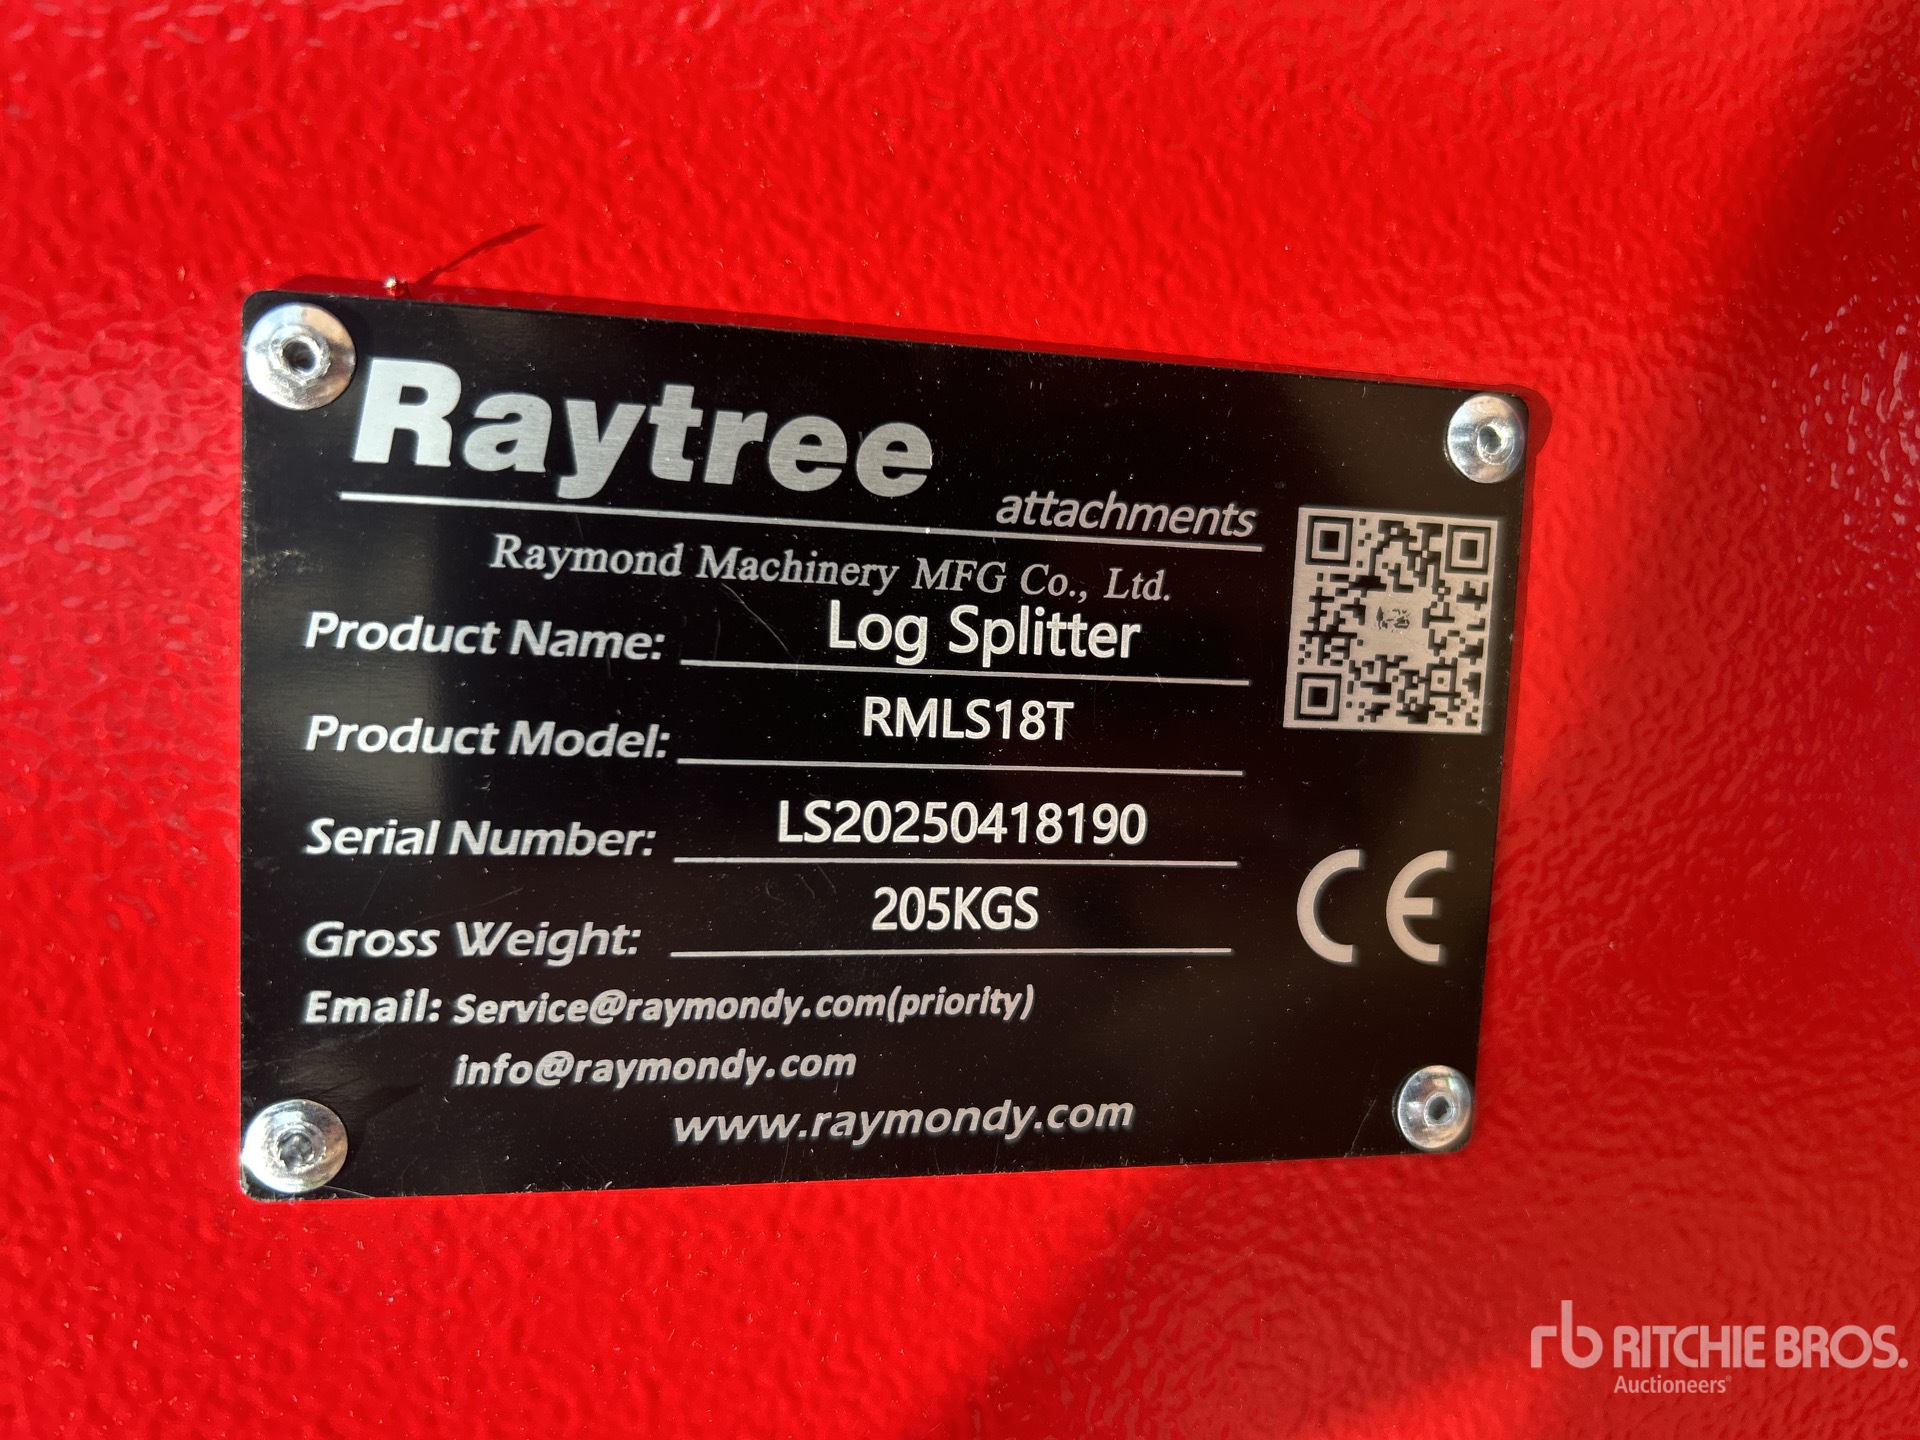 Raytree
attachments
Raymond Machinery MFG Co., Ltd.
Product Name: Log Splitter
Product Model: RMLS18T
Serial Number: LS20250418190
Gross Weight: 205KGS
Email: Service@raymondy.com(priority)
info@raymondy.com
www.raymondy.com
CE
rb RITCHIE BROS.
Auctioneers